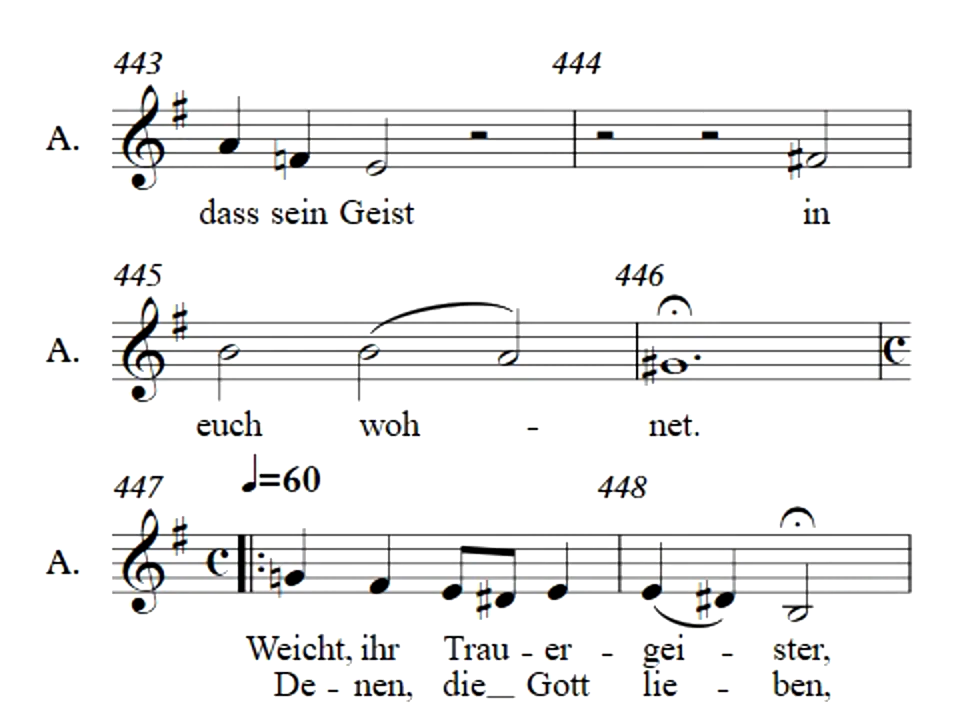 443 444
A.
dass sein Geist in
445 446
A.
euch woh - net.
♩=60
447 448
A.
Weicht, ihr Trau - er - gei - ster,
De - nen, die_ Gott lie - ben,